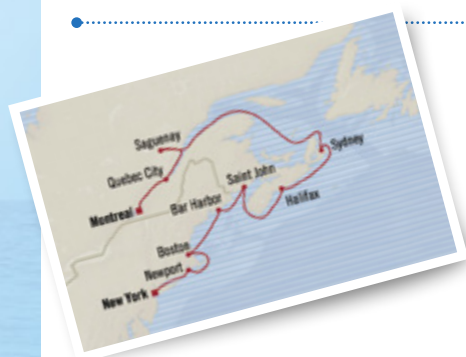 Saguenay
Sydney
Quebec City
Saint John
Montreal
Bar Harbor
Halifax
Boston
Newport
New York